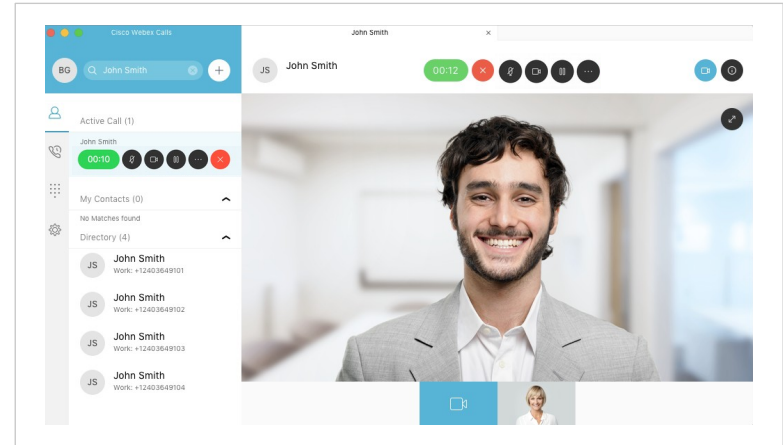 Cisco Webex Calls
John Smith
BG
John Smith
JS
John Smith
00:12
Active Call (1)
John Smith
00:10
My Contacts (0)
No Matches found
Directory (4)
JS
John Smith
Work: +12403649101
JS
John Smith
Work: +12403649102
JS
John Smith
Work: +12403649103
JS
John Smith
Work: +12403649104